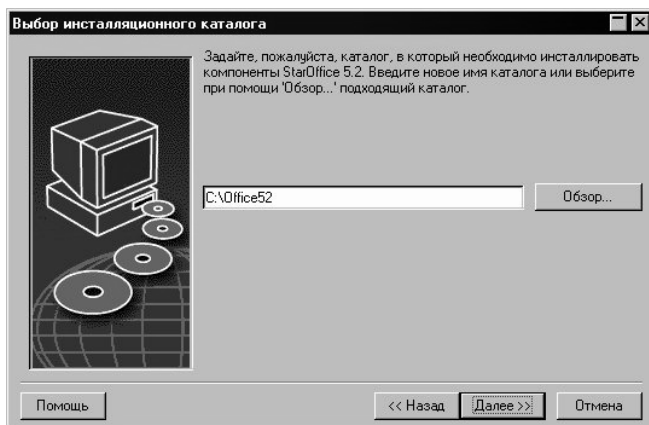 Выбор инсталляционного каталога
Задайте, пожалуйста, каталог, в который необходимо инсталлировать
компоненты StarOffice 5.2. Введите новое имя каталога или выберите
при помощи 'Обзор...' подходящий каталог.
C:\Office52
Обзор...
Помощь
<< Назад
Далее >>
Отмена